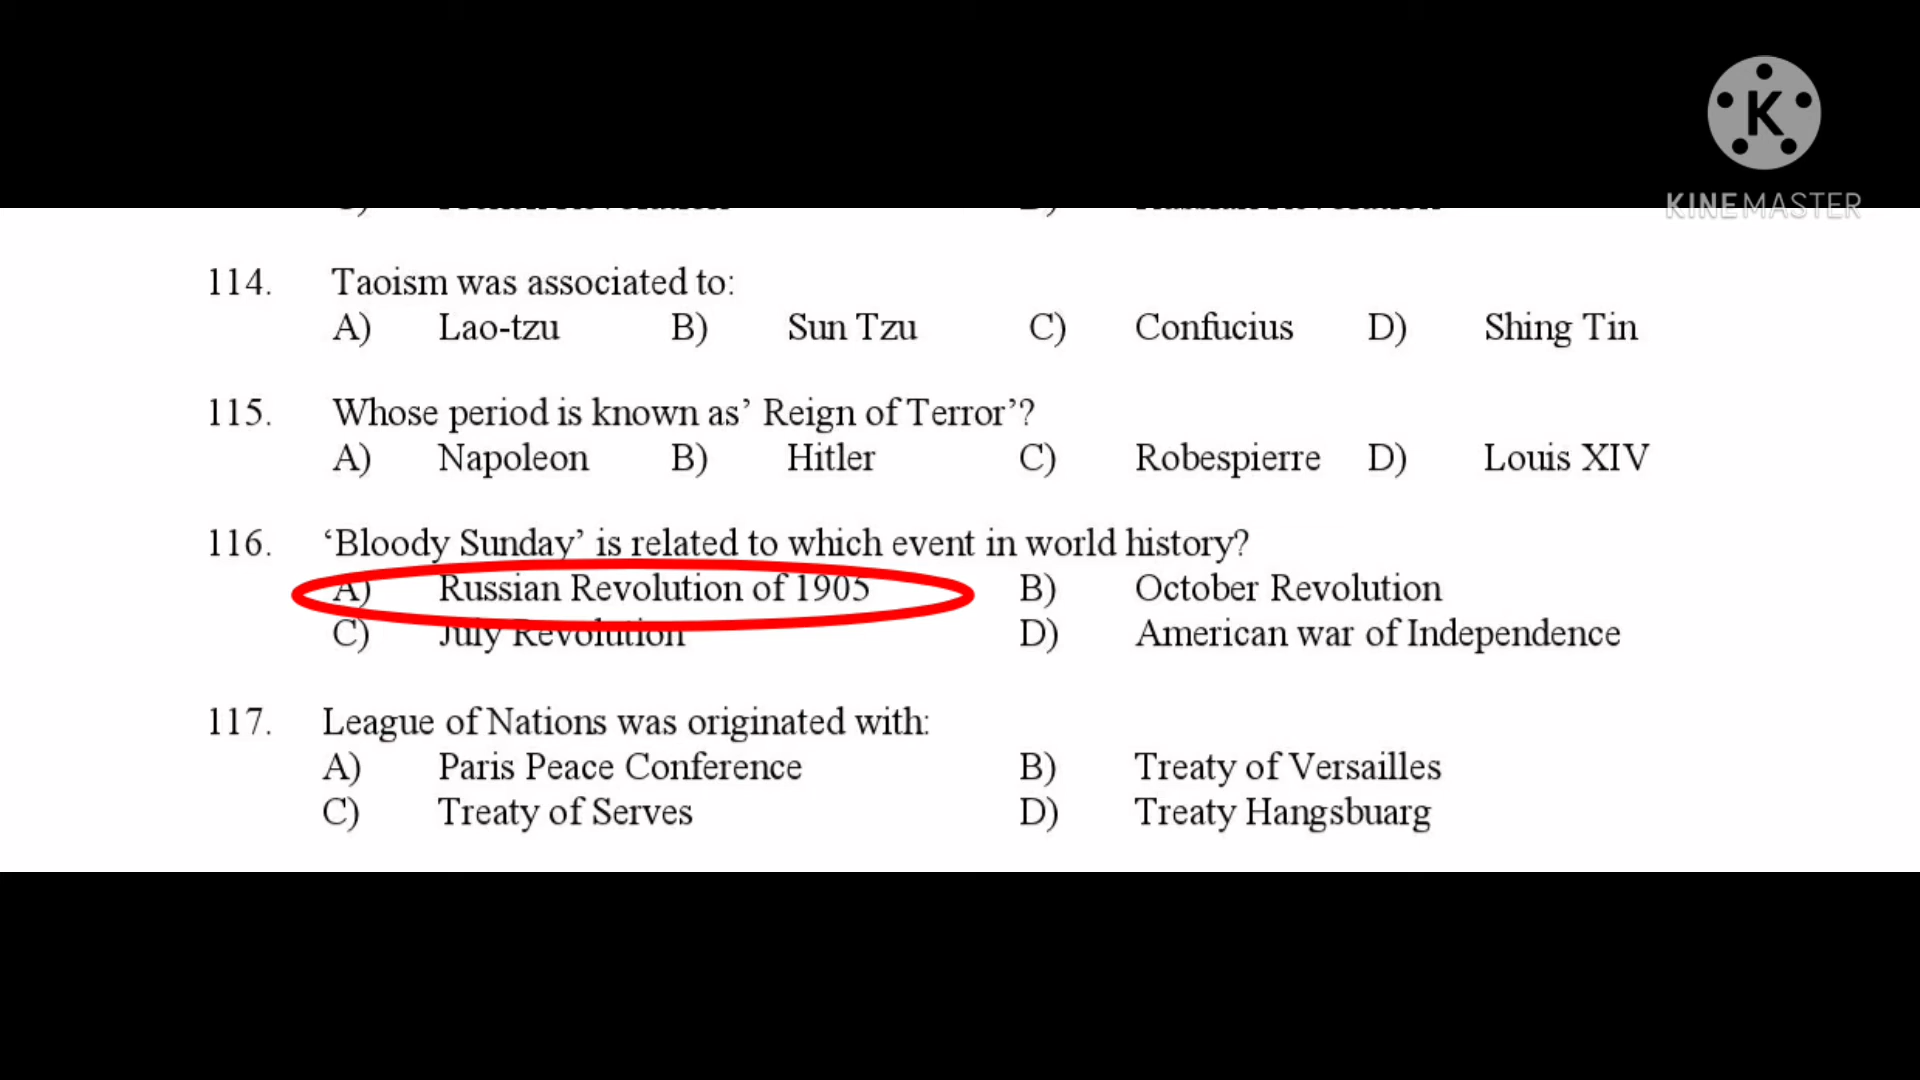 K
KINEMASTER
114. Taoism was associated to:
A) Lao-tzu B) Sun Tzu C) Confucius D) Shing Tin
115. Whose period is known as’ Reign of Terror’?
A) Napoleon B) Hitler C) Robespierre D) Louis XIV
116. ‘Bloody Sunday’ is related to which event in world history?
A) Russian Revolution of 1905 B) October Revolution
C) July Revolution D) American war of Independence
117. League of Nations was originated with:
A) Paris Peace Conference B) Treaty of Versailles
C) Treaty of Serves D) Treaty Hangsbuarg